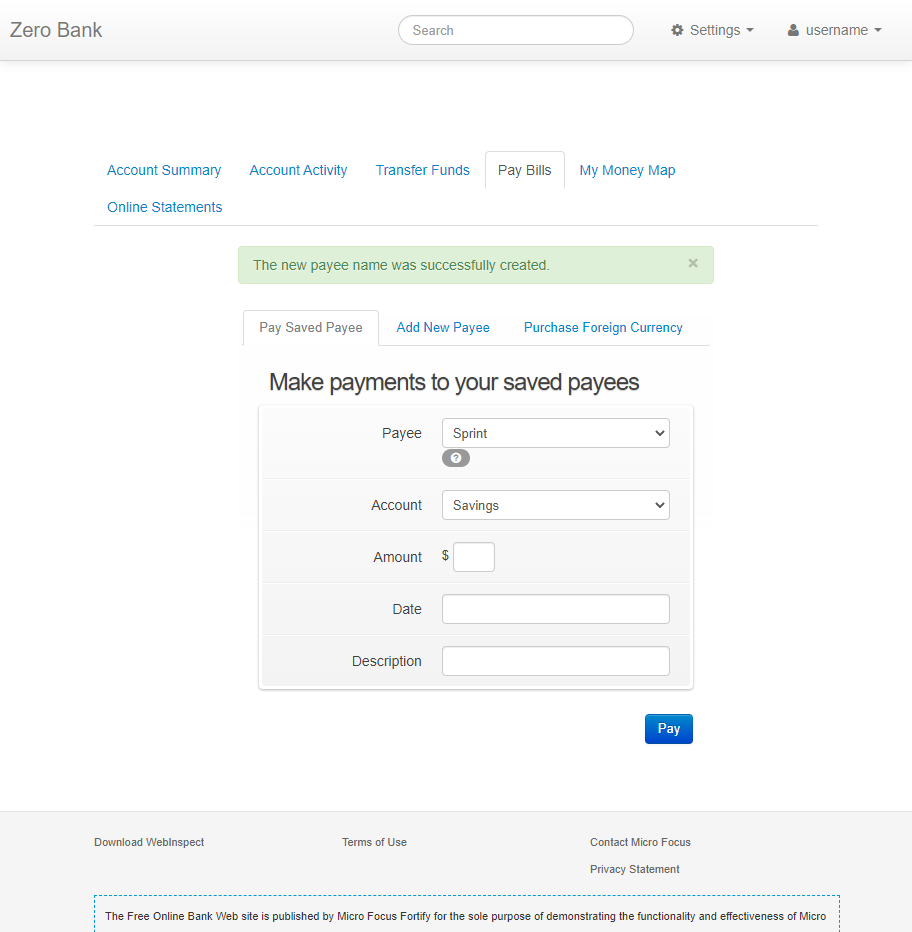 Zero Bank
Search
Settings
username
Account Summary
Account Activity
Transfer Funds
Pay Bills
My Money Map
Online Statements
The new payee name was successfully created.
×
Pay Saved Payee
Add New Payee
Purchase Foreign Currency
Make payments to your saved payees
Payee
Sprint
?
Account
Savings
Amount
$
Date
Description
Pay
Download WebInspect
Terms of Use
Contact Micro Focus
Privacy Statement
The Free Online Bank Web site is published by Micro Focus Fortify for the sole purpose of demonstrating the functionality and effectiveness of Micro